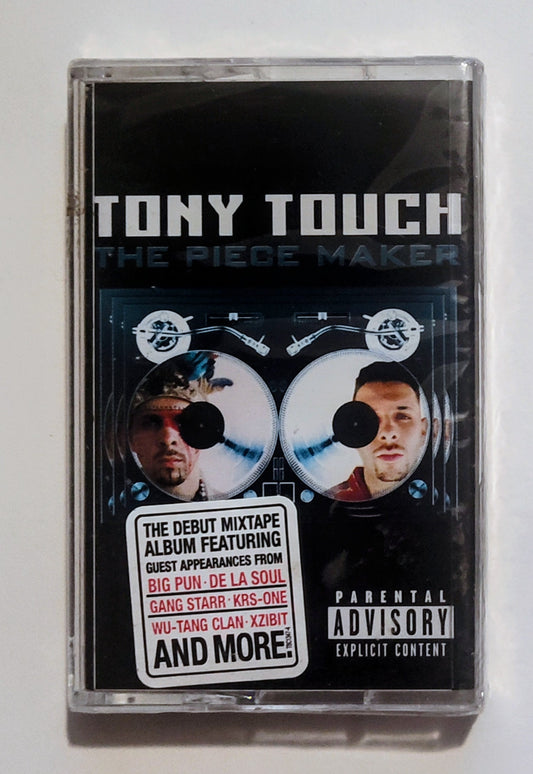 TONY TOUCH
THE PIECE MAKER
THE DEBUT MIXTAPE
ALBUM FEATURING
GUEST APPEARANCES FROM
BIG PUN · DE LA SOUL
GANG STARR · KRS-ONE
WU-TANG CLAN · XZIBIT
AND MORE!
PARENTAL
ADVISORY
EXPLICIT CONTENT